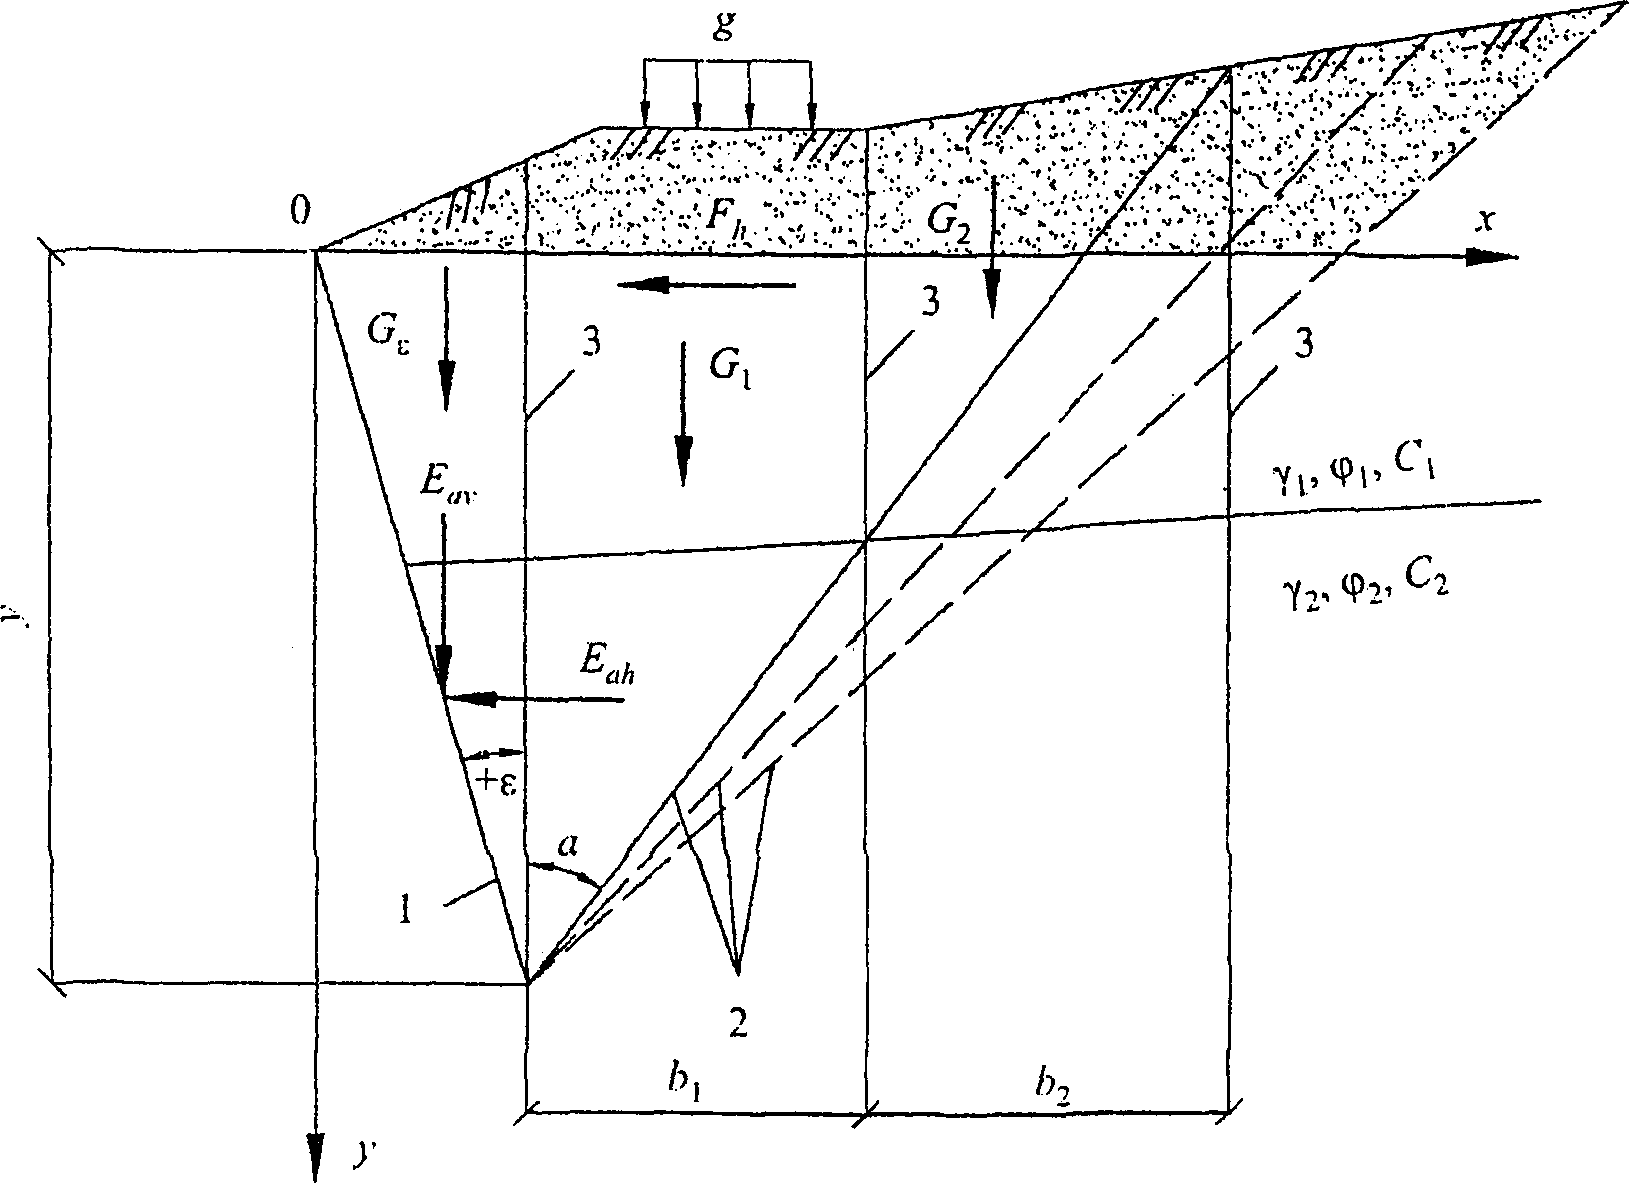 g
0
F_h
G_2
x
G_ε
3
G_1
3
3
E_av
γ_1, φ_1, C_1
γ_2, φ_2, C_2
y
E_ah
+ε
a
1
2
b_1
b_2
y